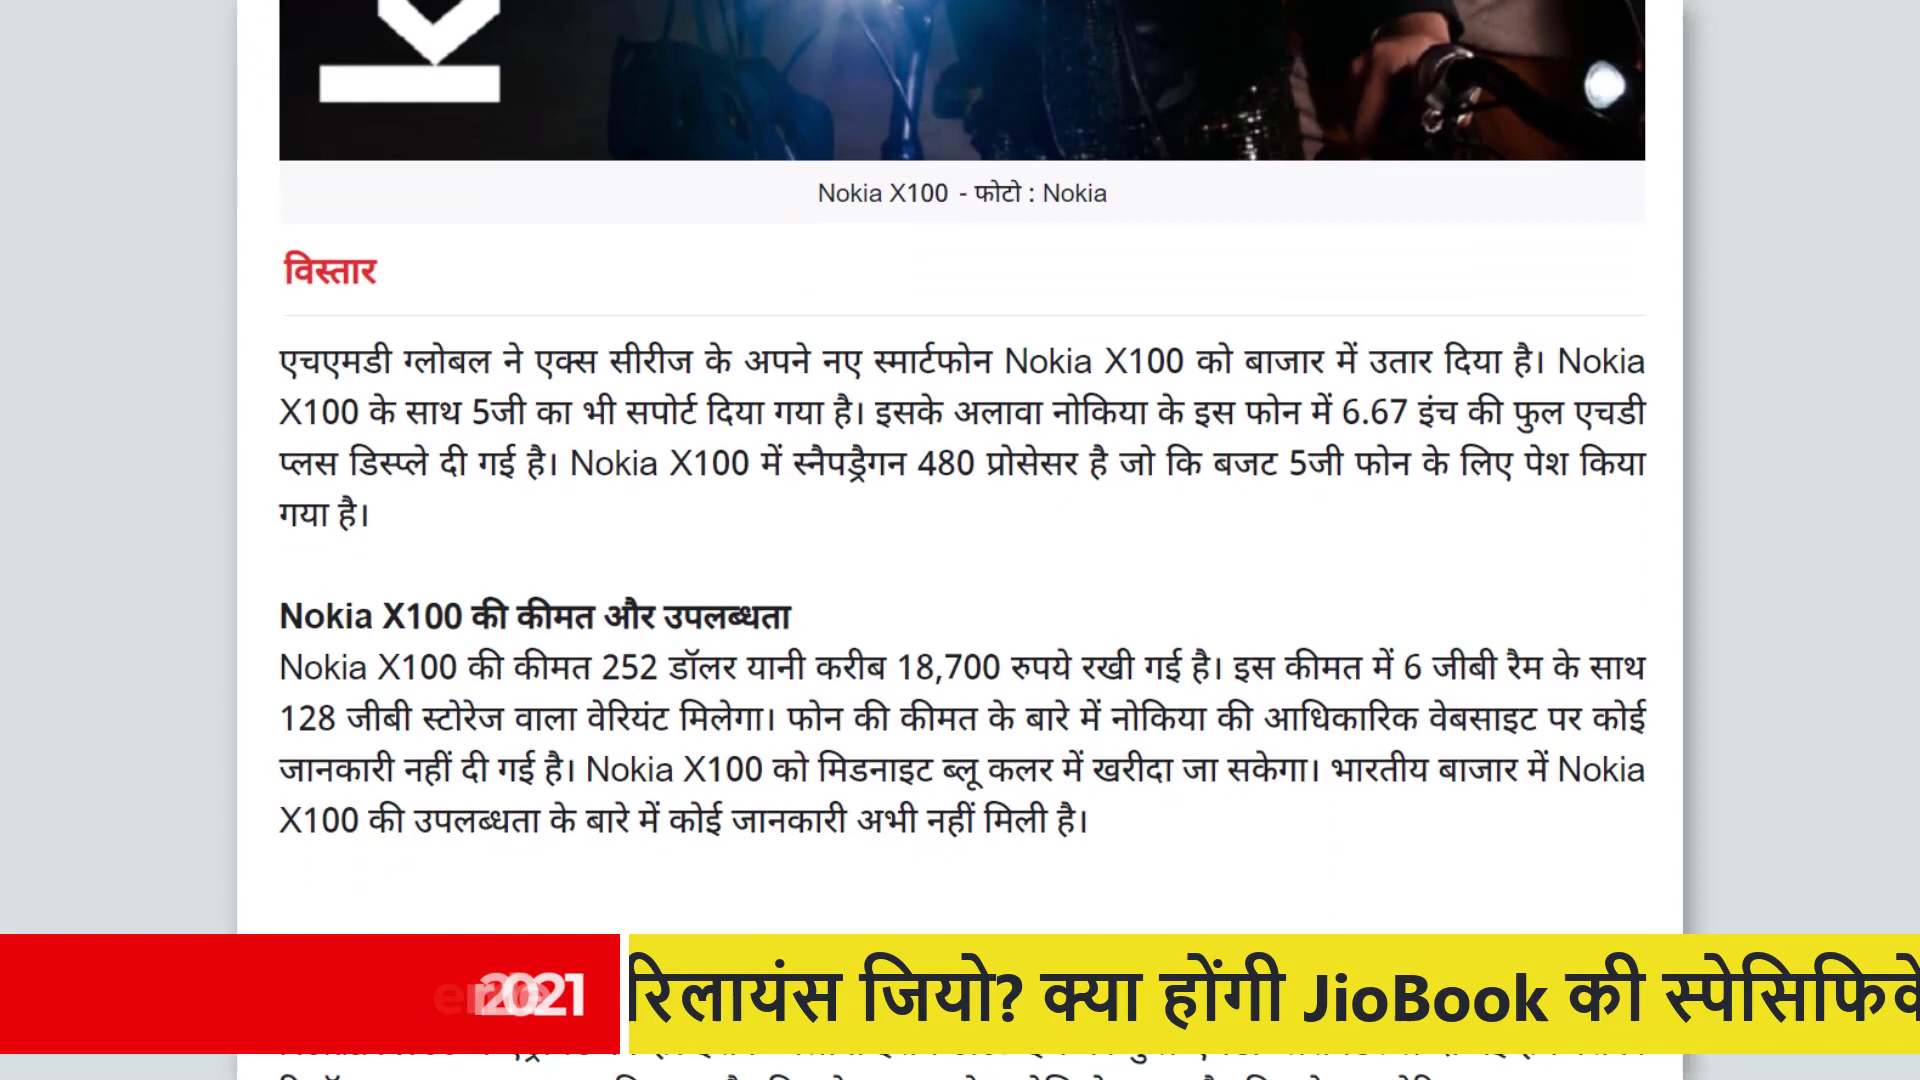 Nokia X100 - फोटो : Nokia
विस्तार
एचएमडी ग्लोबल ने एक्स सीरीज के अपने नए स्मार्टफोन Nokia X100 को बाजार में उतार दिया है। Nokia
X100 के साथ 5जी का भी सपोर्ट दिया गया है। इसके अलावा नोकिया के इस फोन में 6.67 इंच की फुल एचडी
प्लस डिस्प्ले दी गई है। Nokia X100 में स्नैपड्रैगन 480 प्रोसेसर है जो कि बजट 5जी फोन के लिए पेश किया
गया है।
Nokia X100 की कीमत और उपलब्धता
Nokia X100 की कीमत 252 डॉलर यानी करीब 18,700 रुपये रखी गई है। इस कीमत में 6 जीबी रैम के साथ
128 जीबी स्टोरेज वाला वेरियंट मिलेगा। फोन की कीमत के बारे में नोकिया की आधिकारिक वेबसाइट पर कोई
जानकारी नहीं दी गई है। Nokia X100 को मिडनाइट ब्लू कलर में खरीदा जा सकेगा। भारतीय बाजार में Nokia
X100 की उपलब्धता के बारे में कोई जानकारी अभी नहीं मिली है।
2021
रिलायंस जियो? क्या होंगी JioBook की